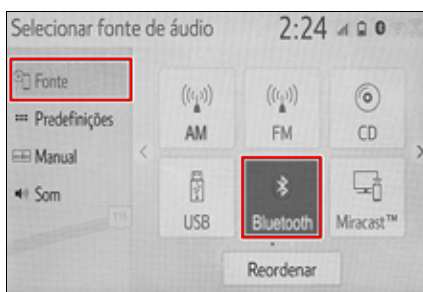 Selecionar fonte de áudio 2:24
Fonte
Predefinições
Manual
Som
AM
FM
CD
USB
Bluetooth
Miracast™
Reordenar